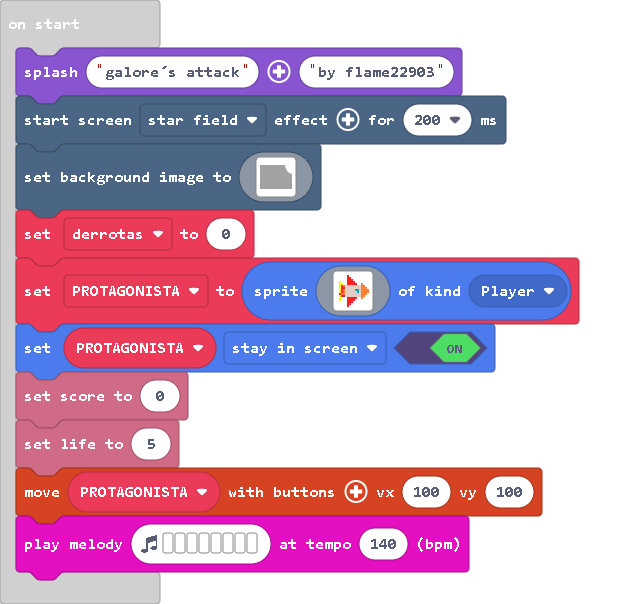 on start
splash "galore´s attack" "by flame22903"
start screen star field effect for 200 ms
set background image to
set derrotas to 0
set PROTAGONISTA to sprite of kind Player
set PROTAGONISTA stay in screen ON
set score to 0
set life to 5
move PROTAGONISTA with buttons vx 100 vy 100
play melody at tempo 140 (bpm)